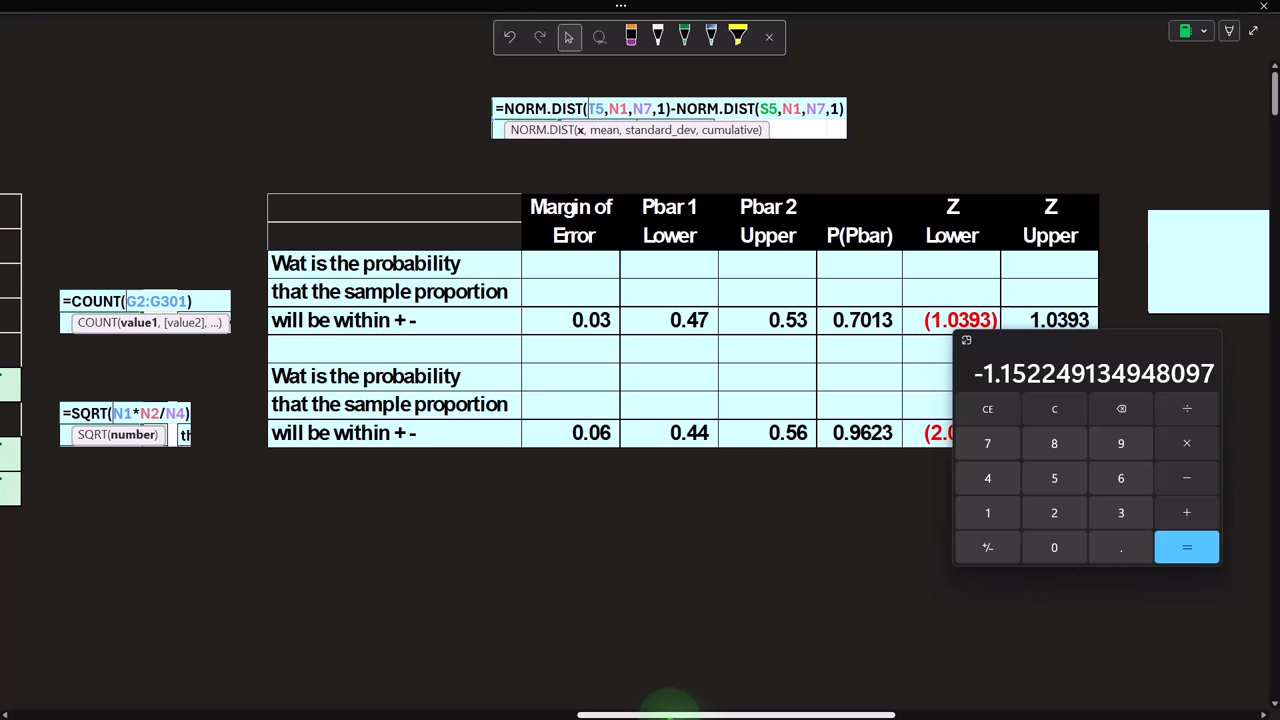 =NORM.DIST(T5,N1,N7,1)-NORM.DIST(S5,N1,N7,1)
NORM.DIST(x, mean, standard_dev, cumulative)
Margin of Error
Pbar 1 Lower
Pbar 2 Upper
P(Pbar)
Z Lower
Z Upper
Wat is the probability
that the sample proportion
will be within + - 0.03 0.47 0.53 0.7013 (1.0393) 1.0393
Wat is the probability
that the sample proportion
will be within + - 0.06 0.44 0.56 0.9623 (2.0
=COUNT(G2:G301)
COUNT(value1, [value2], ...)
=SQRT(N1*N2/N4)
SQRT(number)
th
-1.152249134948097
CE C ⌫ ÷
7 8 9 ×
4 5 6 −
1 2 3 +
+/- 0 . =